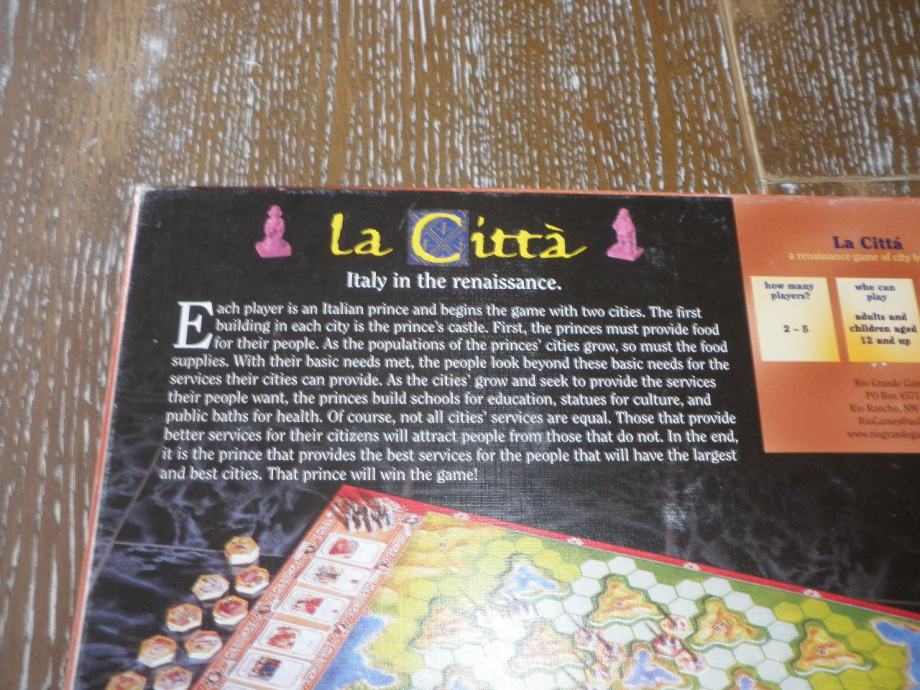 la Città
Italy in the renaissance.
Each player is an Italian prince and begins the game with two cities. The first
building in each city is the prince's castle. First, the princes must provide food
for their people. As the populations of the princes' cities grow, so must the food
supplies. With their basic needs met, the people look beyond these basic needs for the
services their cities can provide. As the cities' grow and seek to provide the services
their people want, the princes build schools for education, statues for culture, and
public baths for health. Of course, not all cities' services are equal. Those that provide
better services for their citizens will attract people from those that do not. In the end,
it is the prince that provides the best services for the people that will have the largest
and best cities. That prince will win the game!
La Cittá
a renaissance game of city
how many
players?
2 – 5
who can
play
adults and
children aged
12 and up
Rio Grande
PO Box
Rio Rancho,